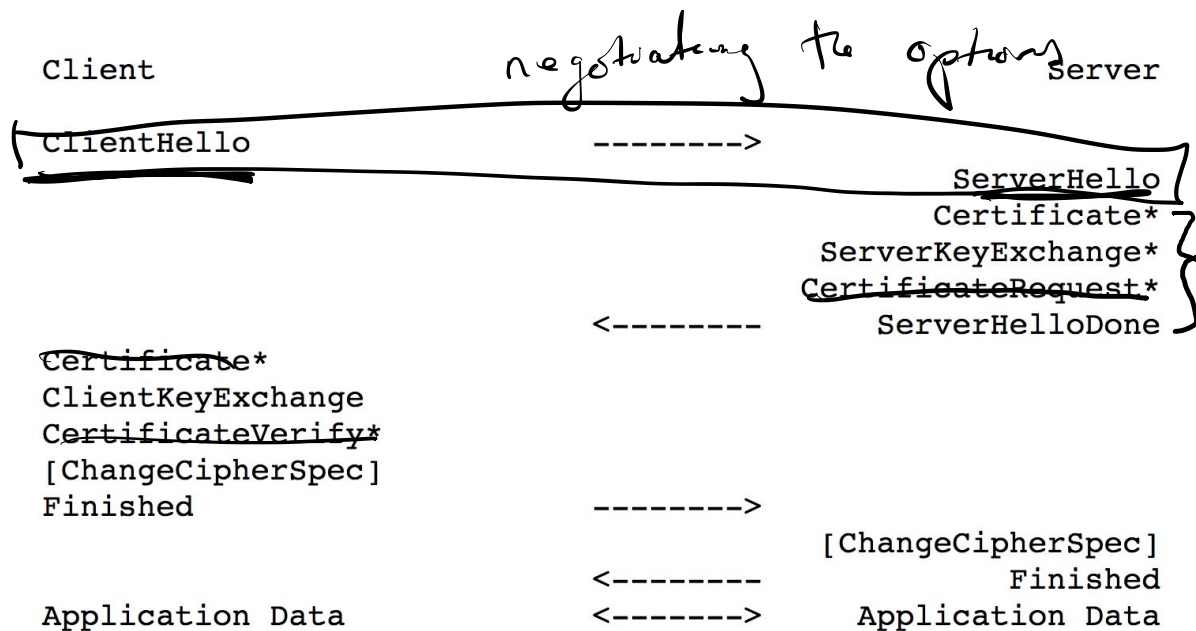 negotiating the options
Client Server
ClientHello -------->
ServerHello
Certificate*
ServerKeyExchange*
CertificateRequest*
<-------- ServerHelloDone
Certificate*
ClientKeyExchange
CertificateVerify*
[ChangeCipherSpec]
Finished -------->
[ChangeCipherSpec]
<-------- Finished
Application Data <-------> Application Data